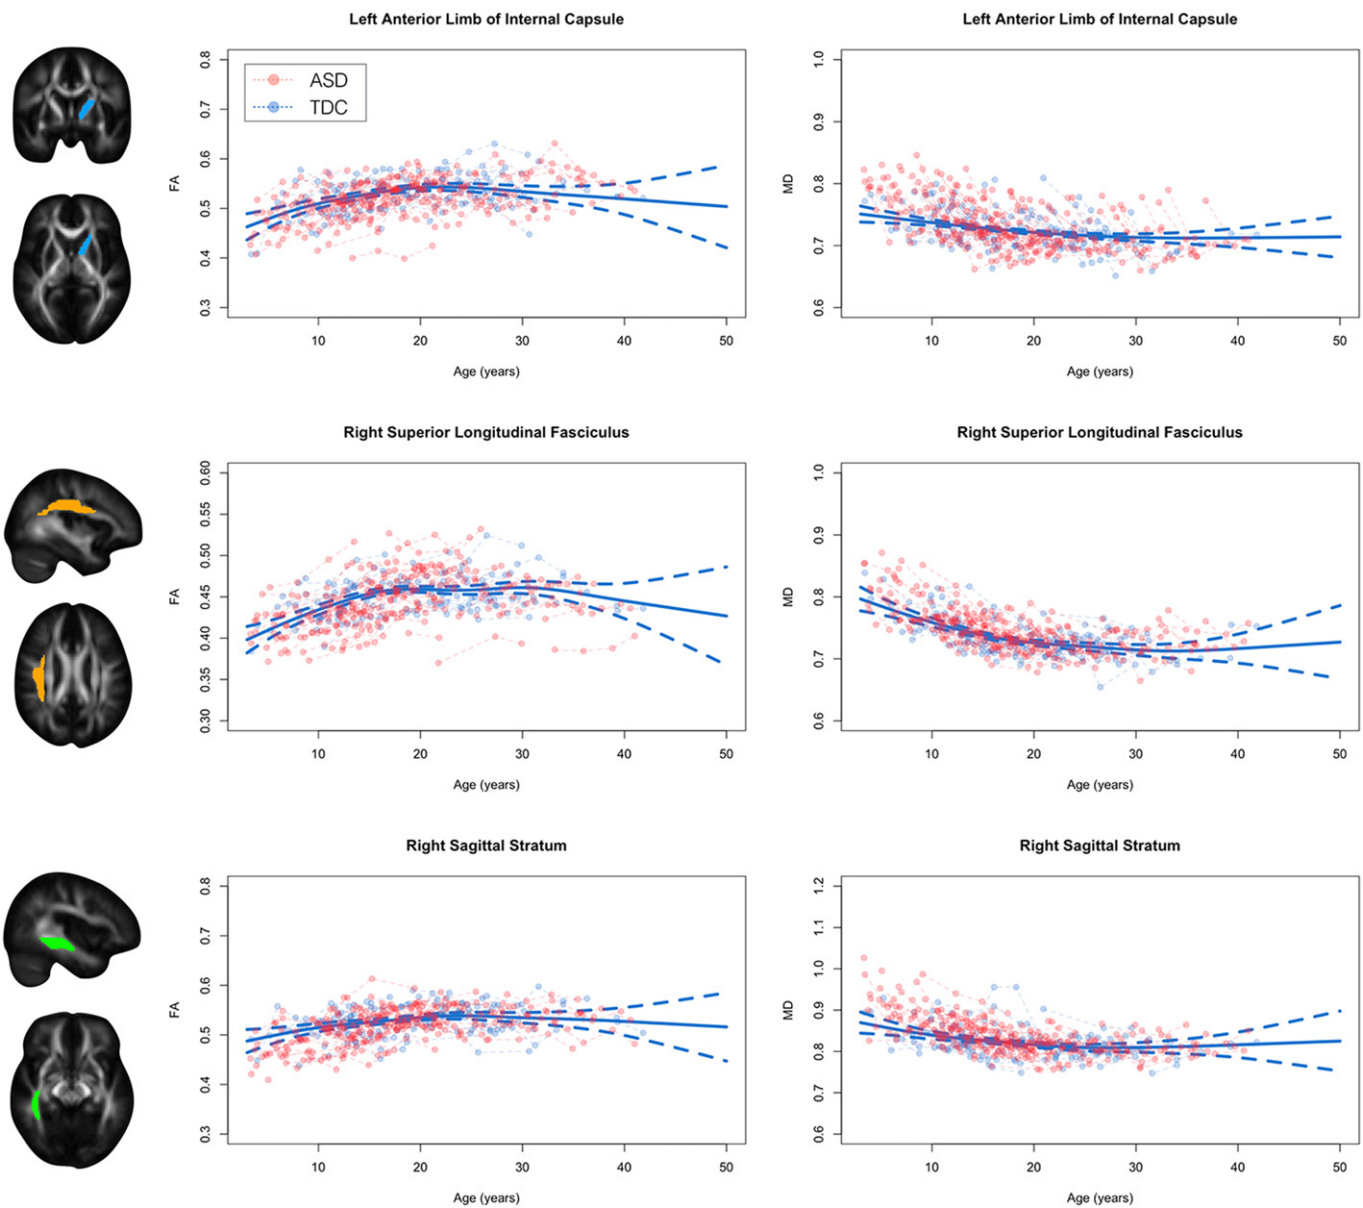 Left Anterior Limb of Internal Capsule
0.8
0.7
0.6
0.5
0.4
0.3
FA
ASD
TDC
10 20 30 40 50
Age (years)
Left Anterior Limb of Internal Capsule
1.0
0.9
0.8
0.7
0.6
MD
10 20 30 40 50
Age (years)
Right Superior Longitudinal Fasciculus
0.60
0.55
0.50
0.45
0.40
0.35
0.30
FA
10 20 30 40 50
Age (years)
Right Superior Longitudinal Fasciculus
1.0
0.9
0.8
0.7
0.6
MD
10 20 30 40 50
Age (years)
Right Sagittal Stratum
0.8
0.7
0.6
0.5
0.4
0.3
FA
10 20 30 40 50
Age (years)
Right Sagittal Stratum
1.2
1.1
1.0
0.9
0.8
0.7
0.6
MD
10 20 30 40 50
Age (years)